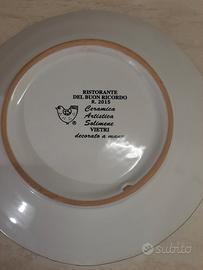 RISTORANTE
DEL BUON RICORDO
R. 2015
Ceramica
Artistica
Solimene
VIETRI
decorato a mano
subito